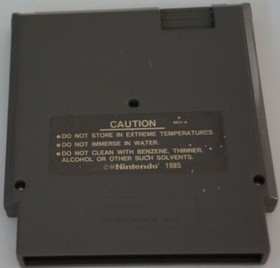 CAUTION
REV-A
•DO NOT STORE IN EXTREME TEMPERATURES.
•DO NOT IMMERSE IN WATER.
•DO NOT CLEAN WITH BENZENE, THINNER,
ALCOHOL OR OTHER SUCH SOLVENTS.
©®Nintendo 1985